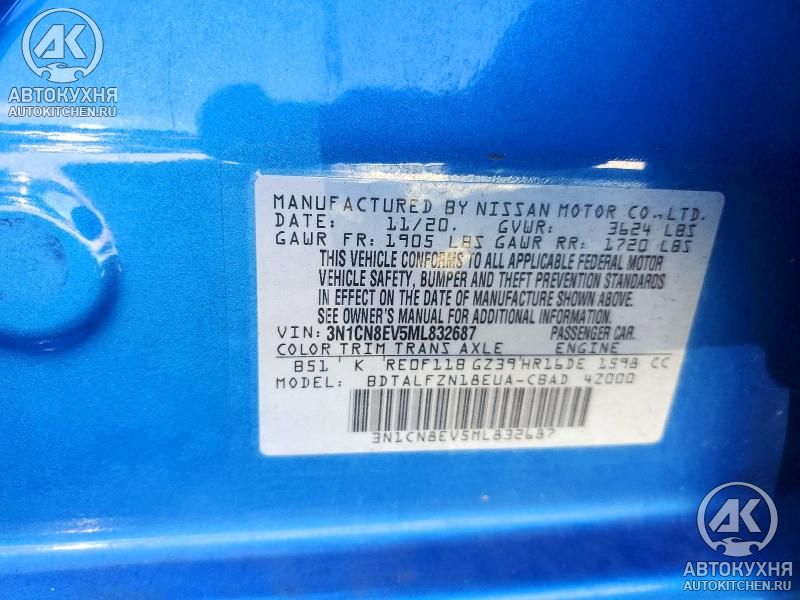 АК
АВТОКУХНЯ
AUTOKITCHEN.RU
MANUFACTURED BY NISSAN MOTOR CO.,LTD.
DATE: 11/20. GVWR: 3624 LBS
GAWR FR: 1905 LBS GAWR RR: 1720 LBS
THIS VEHICLE CONFORMS TO ALL APPLICABLE FEDERAL MOTOR
VEHICLE SAFETY, BUMPER AND THEFT PREVENTION STANDARDS
IN EFFECT ON THE DATE OF MANUFACTURE SHOWN ABOVE.
SEE OWNER'S MANUAL FOR ADDITIONAL INFORMATION.
VIN: 3N1CN8EV5ML832687 PASSENGER CAR.
COLOR TRIM TRANS AXLE ENGINE
B51 K RE0F11B GZ39 HR16DE 1598 CC
MODEL: BDTALFZN18EUA-CBAD 4Z000
3N1CN8EV5ML832687
АК
АВТОКУХНЯ
AUTOKITCHEN.RU